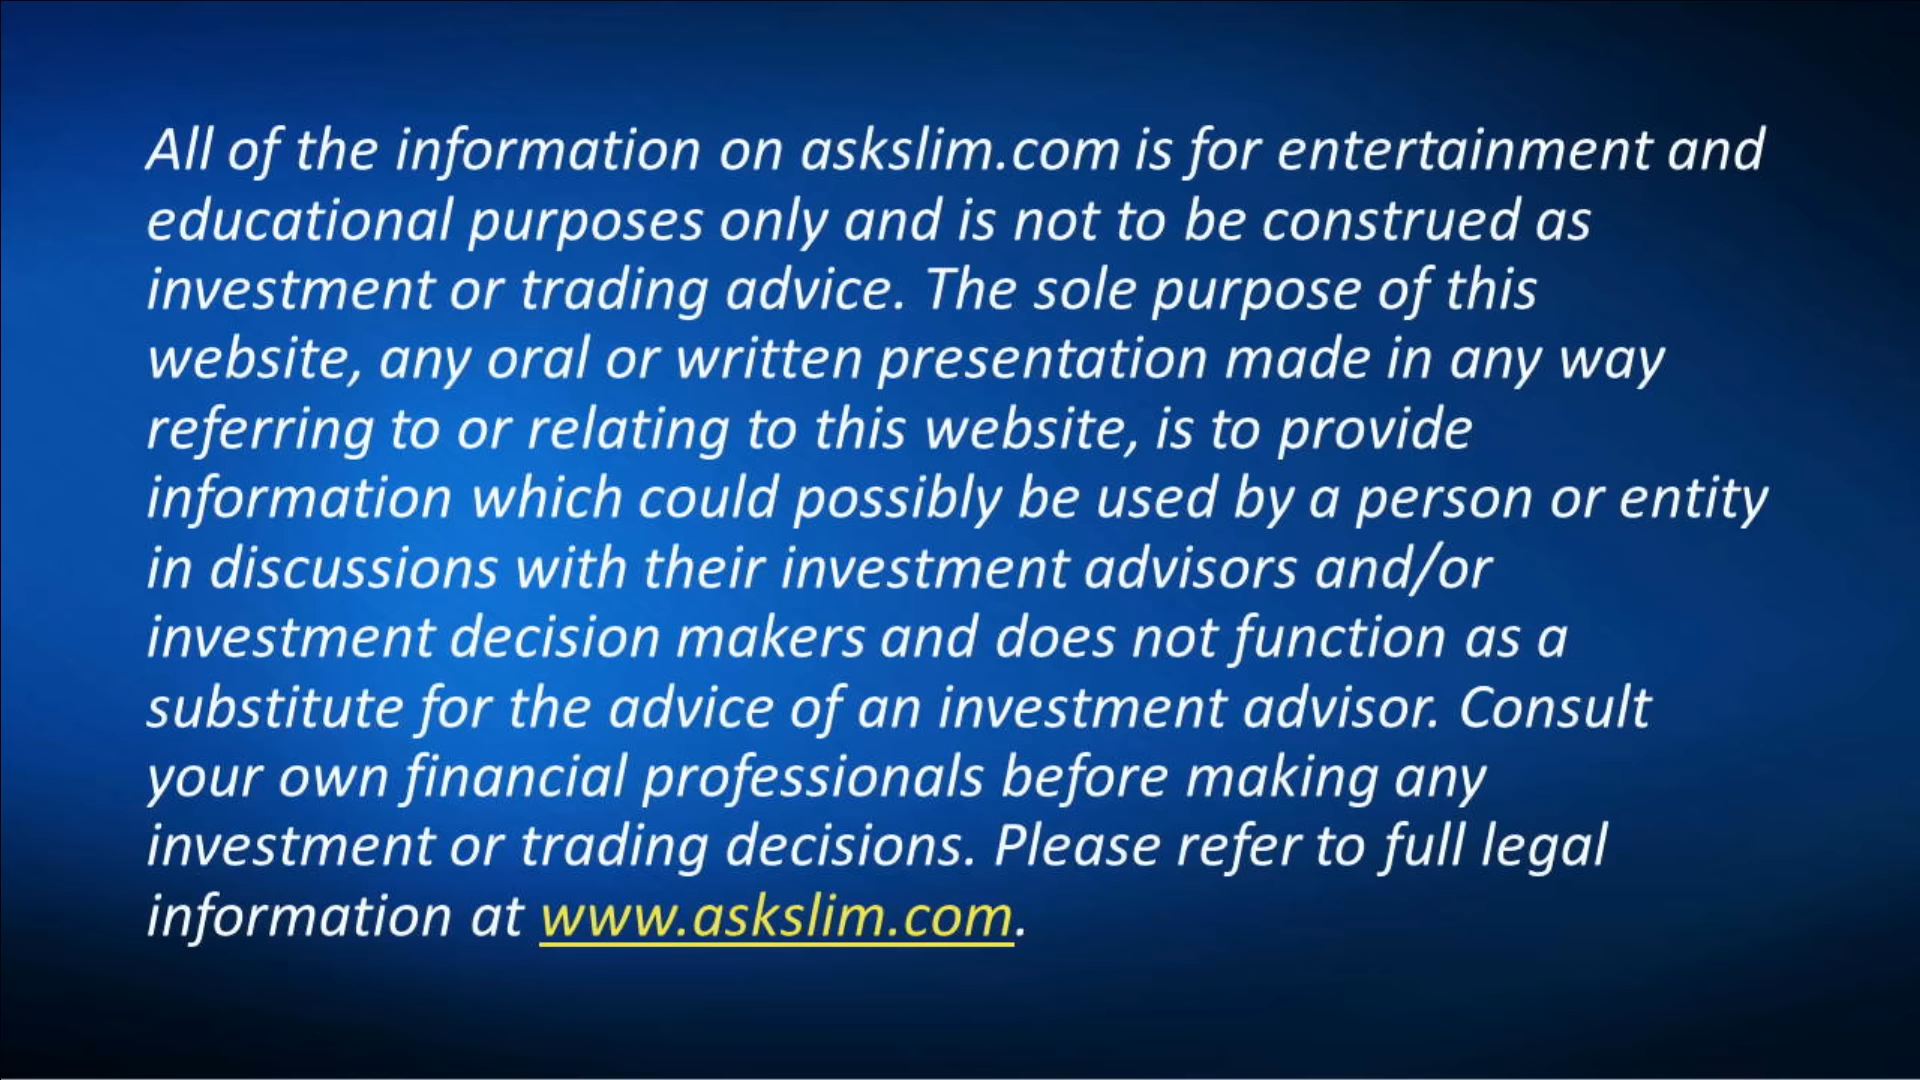 All of the information on askslim.com is for entertainment and
educational purposes only and is not to be construed as
investment or trading advice. The sole purpose of this
website, any oral or written presentation made in any way
referring to or relating to this website, is to provide
information which could possibly be used by a person or entity
in discussions with their investment advisors and/or
investment decision makers and does not function as a
substitute for the advice of an investment advisor. Consult
your own financial professionals before making any
investment or trading decisions. Please refer to full legal
information at www.askslim.com.